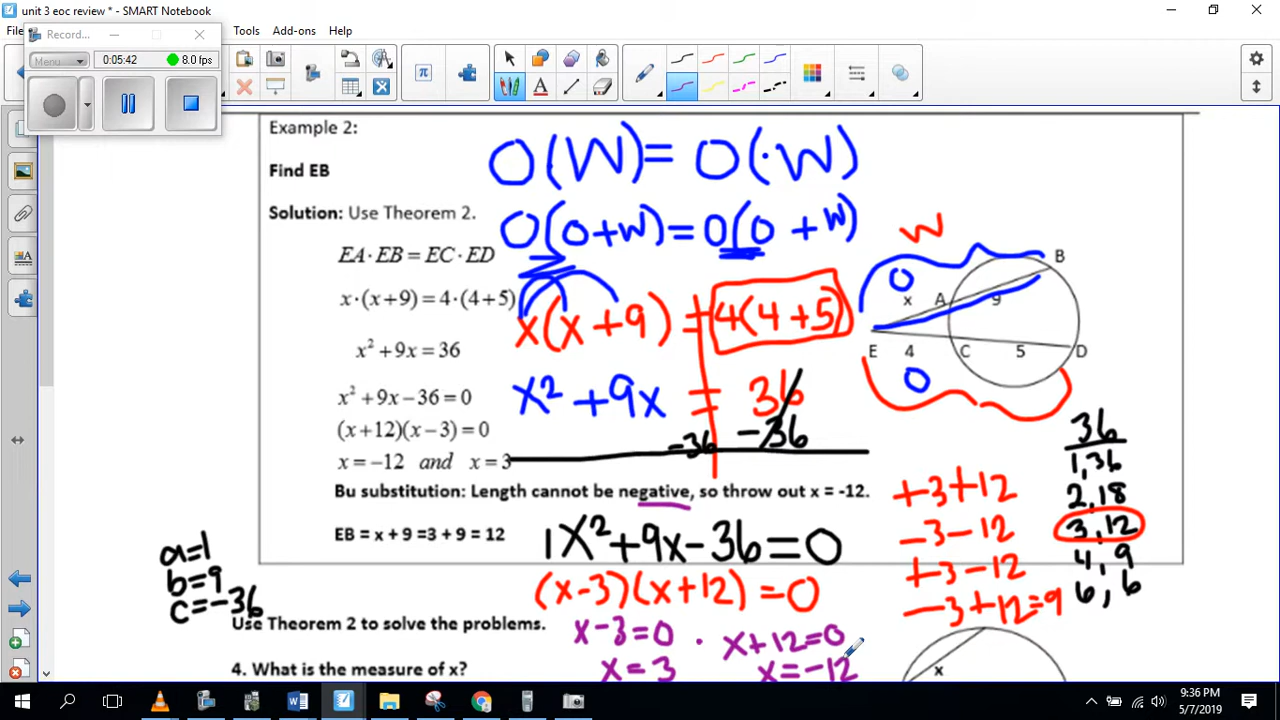 unit 3 eoc review * - SMART Notebook
Record...
Tools Add-ons Help
Menu
0:05:42
8.0 fps
Example 2:
Find EB
Solution: Use Theorem 2.
EA·EB = EC·ED
x·(x+9) = 4·(4+5)
x² + 9x = 36
x² + 9x − 36 = 0
(x+12)(x−3) = 0
x = −12 and x = 3
Bu substitution: Length cannot be negative, so throw out x = -12.
EB = x + 9 =3 + 9 = 12
O(W) = O(·W)
O(O+W) = O(O+W)
x(x+9) = 4(4+5)
x² + 9x = 36
-36 -36
1x² + 9x - 36 = 0
(x-3)(x+12) = 0
x-3=0 · x+12=0
x = 3 x = -12
a=1
b=9
c=-36
W
O
B
x A 9
E 4 C 5 D
O
+3+12
-3-12
+3-12
-3+12=9
36
1,36
2,18
3,12
4,9
6,6
Use Theorem 2 to solve the problems.
4. What is the measure of x?
x
9:36 PM
5/7/2019